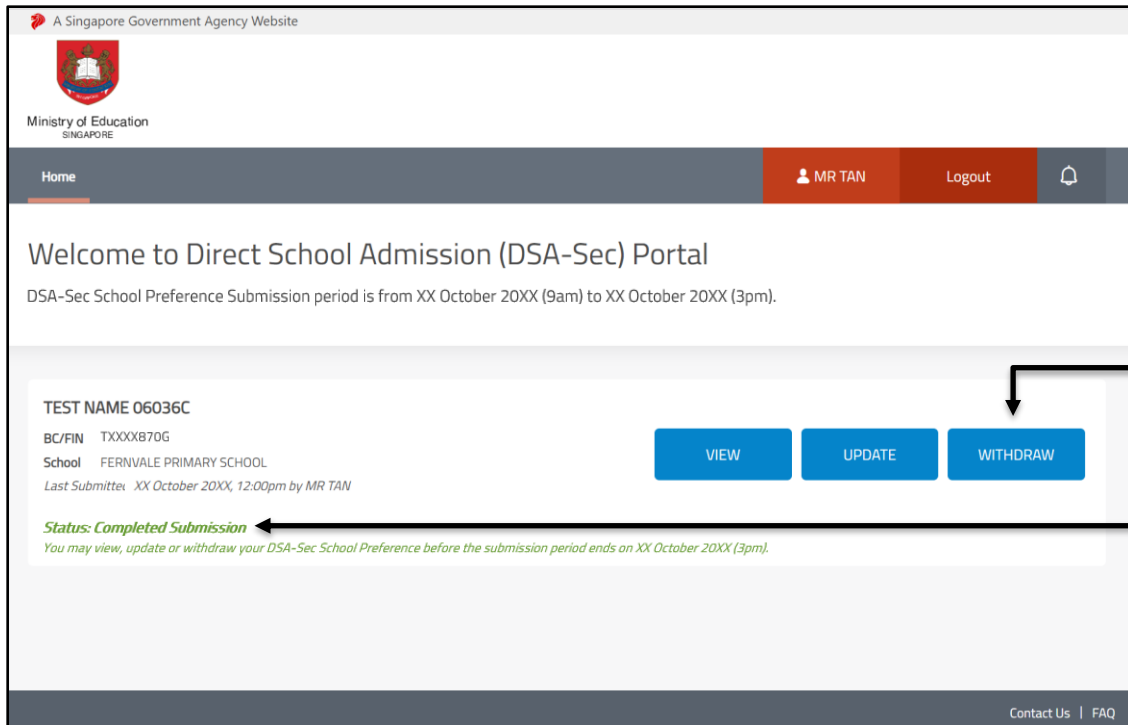 A Singapore Government Agency Website
Ministry of Education
SINGAPORE
Home
MR TAN
Logout
Welcome to Direct School Admission (DSA-Sec) Portal
DSA-Sec School Preference Submission period is from XX October 20XX (9am) to XX October 20XX (3pm).
TEST NAME 06036C
BC/FIN TXXXX870G
School FERNVALE PRIMARY SCHOOL
Last Submitted XX October 20XX, 12:00pm by MR TAN
VIEW
UPDATE
WITHDRAW
Status: Completed Submission
You may view, update or withdraw your DSA-Sec School Preference before the submission period ends on XX October 20XX (3pm).
Contact Us | FAQ